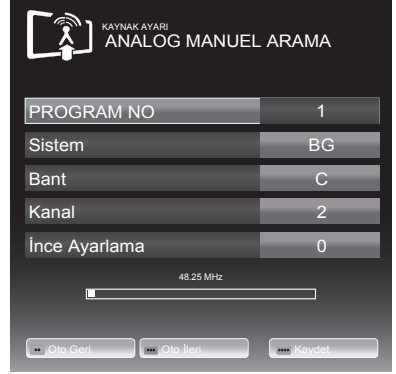 KAYNAK AYARI
ANALOG MANUEL ARAMA
PROGRAM NO 1
Sistem BG
Bant C
Kanal 2
İnce Ayarlama 0
48.25 MHz
Oto Geri Oto İleri Kaydet